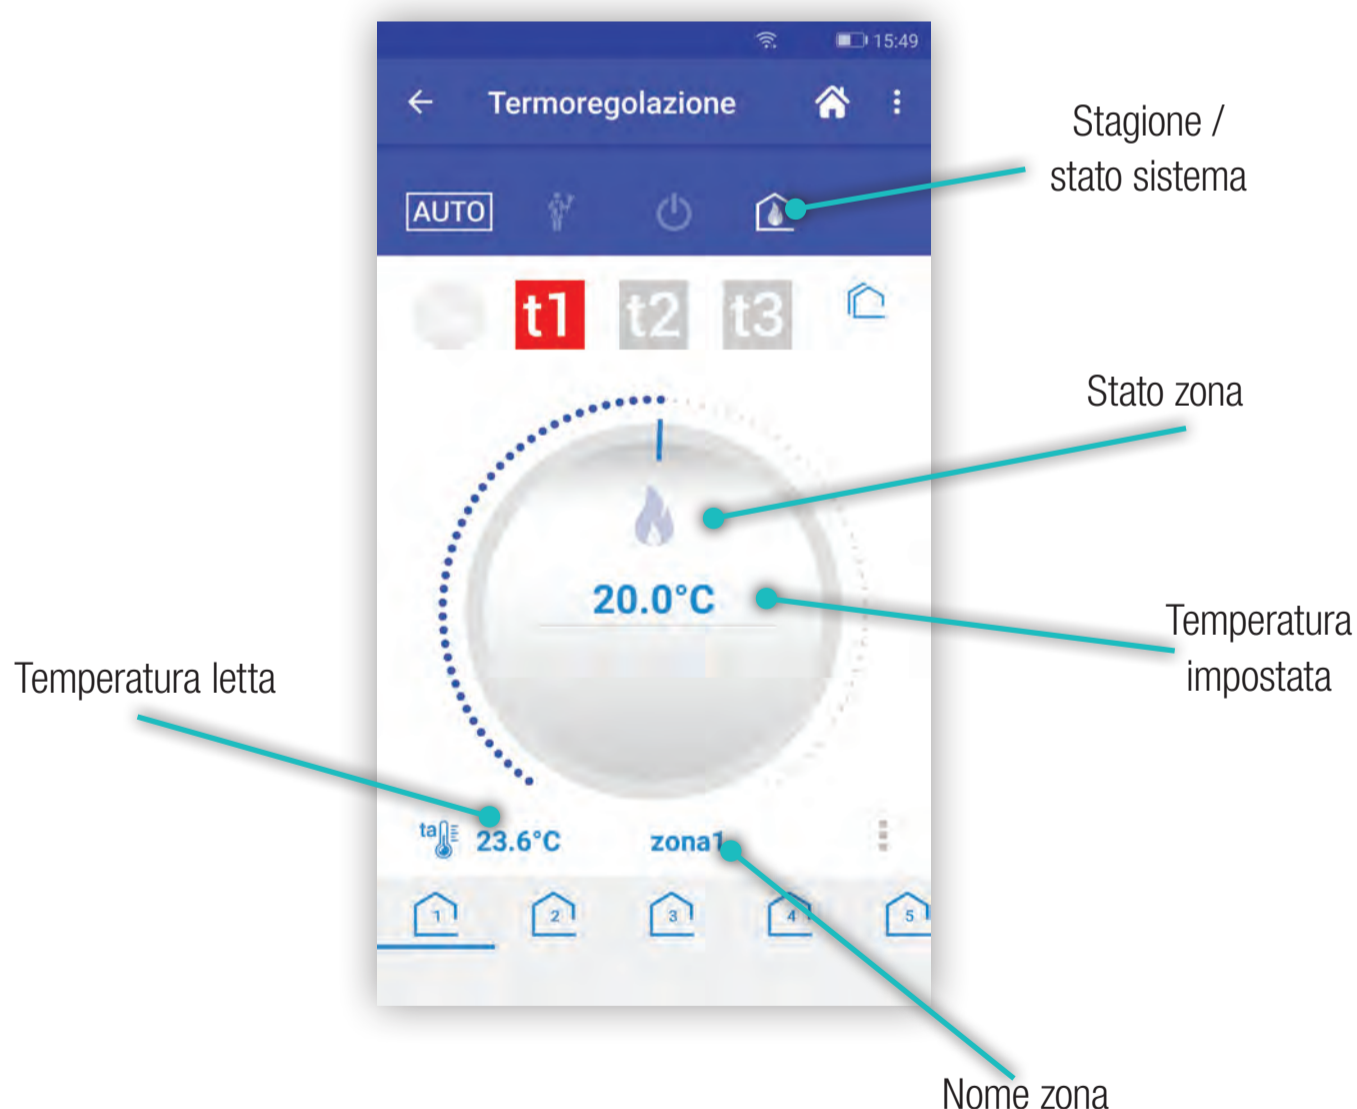 15:49
Termoregolazione
Stagione /
stato sistema
AUTO
t1 t2 t3
Stato zona
20.0°C
Temperatura
impostata
Temperatura letta
ta 23.6°C zona1
1 2 3 4 5
Nome zona